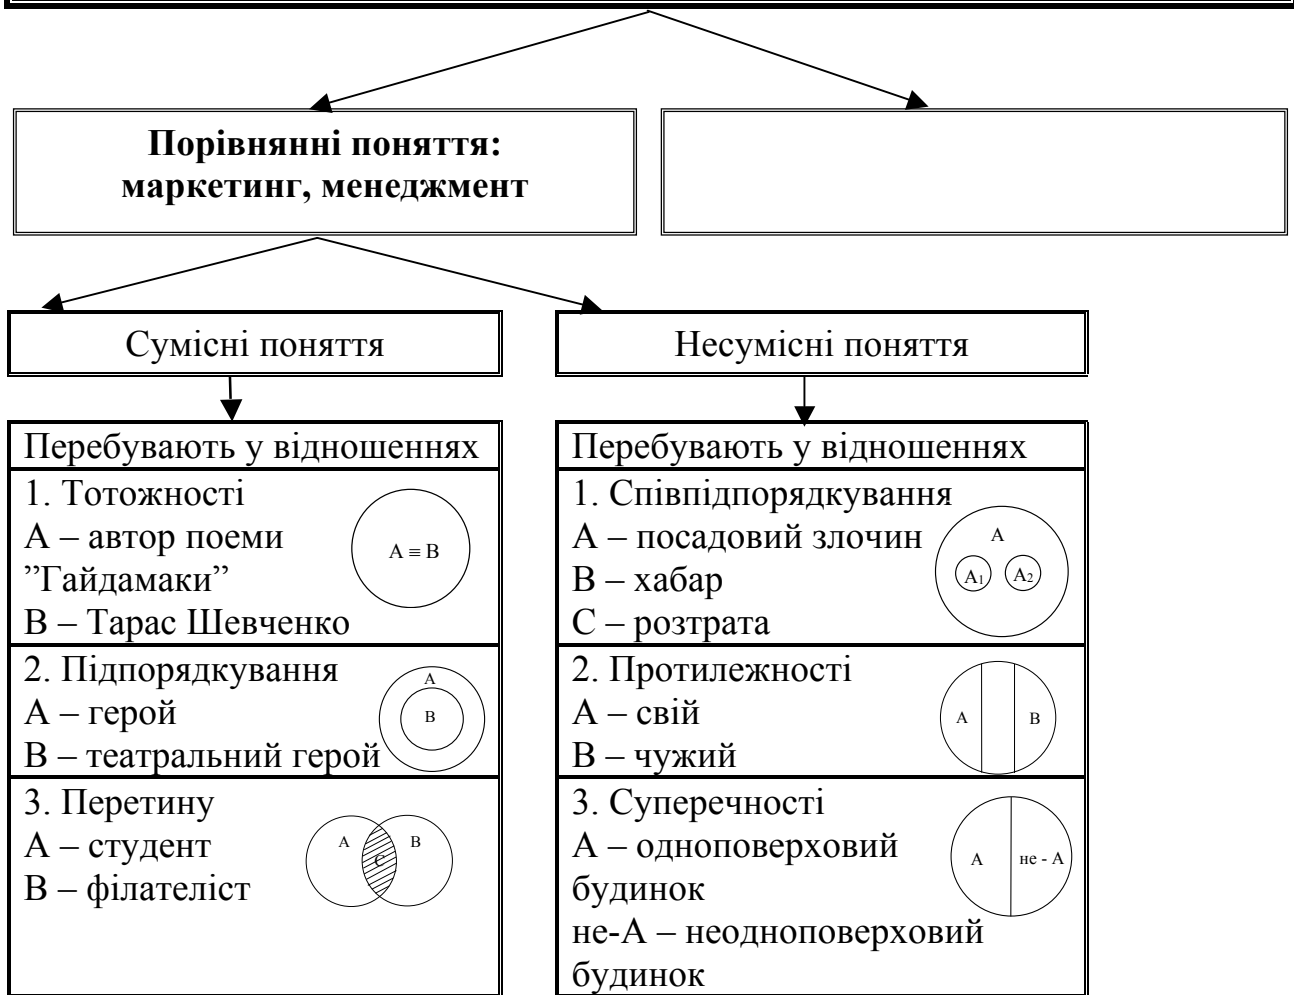 Порівнянні поняття:
маркетинг, менеджмент
Сумісні поняття
Перебувають у відношеннях
1. Тотожності
А – автор поеми
”Гайдамаки”
В – Тарас Шевченко
A ≡ B
2. Підпорядкування
А – герой
В – театральний герой
A
B
3. Перетину
А – студент
В – філателіст
A
C
B
Несумісні поняття
Перебувають у відношеннях
1. Співпідпорядкування
А – посадовий злочин
В – хабар
С – розтрата
A
A₁
A₂
2. Протилежності
А – свій
В – чужий
A
B
3. Суперечності
А – одноповерховий
будинок
не-А – неодноповерховий
будинок
A
не - А